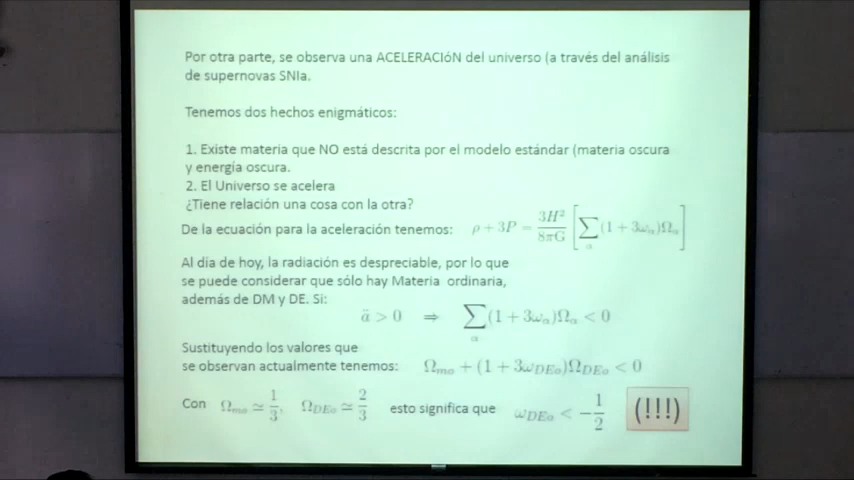 Por otra parte, se observa una ACELERACIóN del universo (a través del análisis
de supernovas SNIa.
Tenemos dos hechos enigmáticos:
1. Existe materia que NO está descrita por el modelo estándar (materia oscura
y energía oscura.
2. El Universo se acelera
¿Tiene relación una cosa con la otra?
De la ecuación para la aceleración tenemos: ρ + 3P = 3H²/8πG [∑α (1 + 3ωα)Ωα]
Al día de hoy, la radiación es despreciable, por lo que
se puede considerar que sólo hay Materia ordinaria,
además de DM y DE. Si:
ä > 0 ⇒ ∑α (1 + 3ωα)Ωα < 0
Sustituyendo los valores que
se observan actualmente tenemos: Ωmo + (1 + 3ωDEo)ΩDEo < 0
Con Ωmo ≃ 1/3, ΩDEo ≃ 2/3 esto significa que ωDEo < −1/2 (!!!)